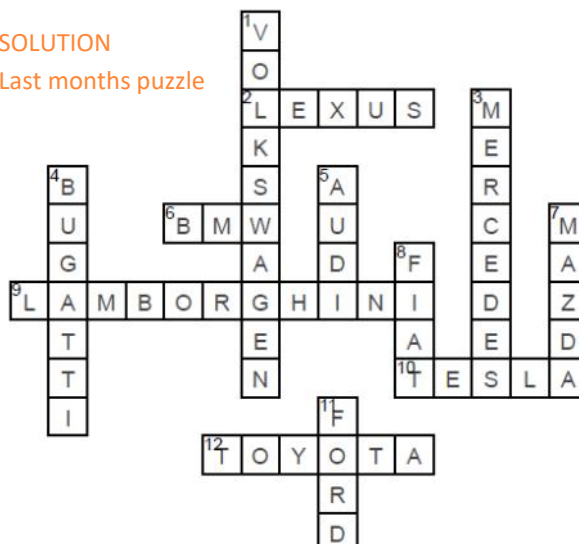 SOLUTION
Last months puzzle
1 VOLKSWAGEN
2 LEXUS
3 MERCEDES
4 BUGATTI
5 AUDI
6 BMW
7 MAZDA
8 FIAT
9 LAMBORGHINI
10 TESLA
11 FORD
12 TOYOTA